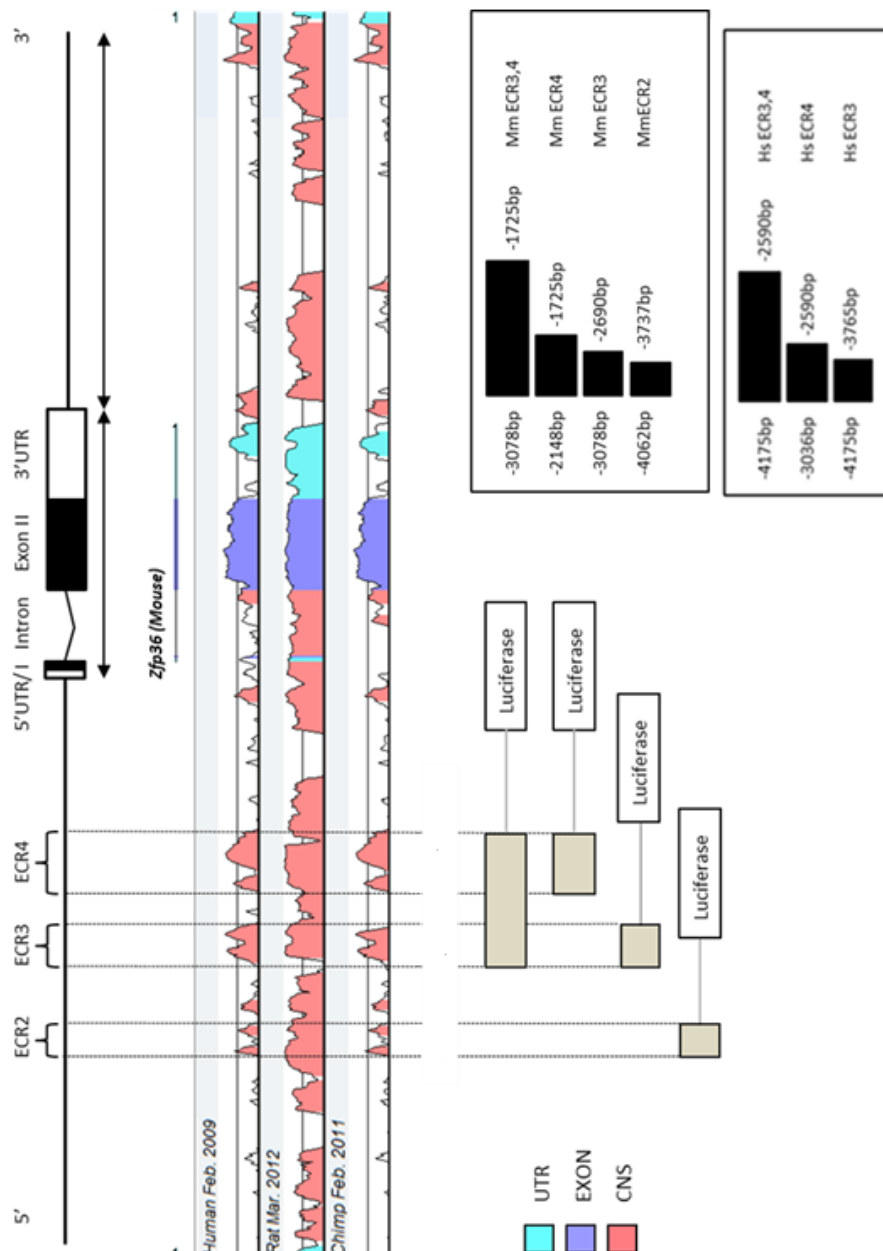 5' ECR2 ECR3 ECR4 5'UTR/ I Intron Exon II 3'UTR 3'
Zfp36 (Mouse)
1
Human Feb. 2009
Rat Mar. 2012
Chimp Feb. 2011
UTR
EXON
CNS
Luciferase
Luciferase
Luciferase
Luciferase
-3078bp -1725bp Mm ECR3,4
-2148bp -1725bp Mm ECR4
-3078bp -2690bp Mm ECR3
-4062bp -3737bp MmECR2
-4175bp -2590bp Hs ECR3,4
-3036bp -2590bp Hs ECR4
-4175bp -3765bp Hs ECR3